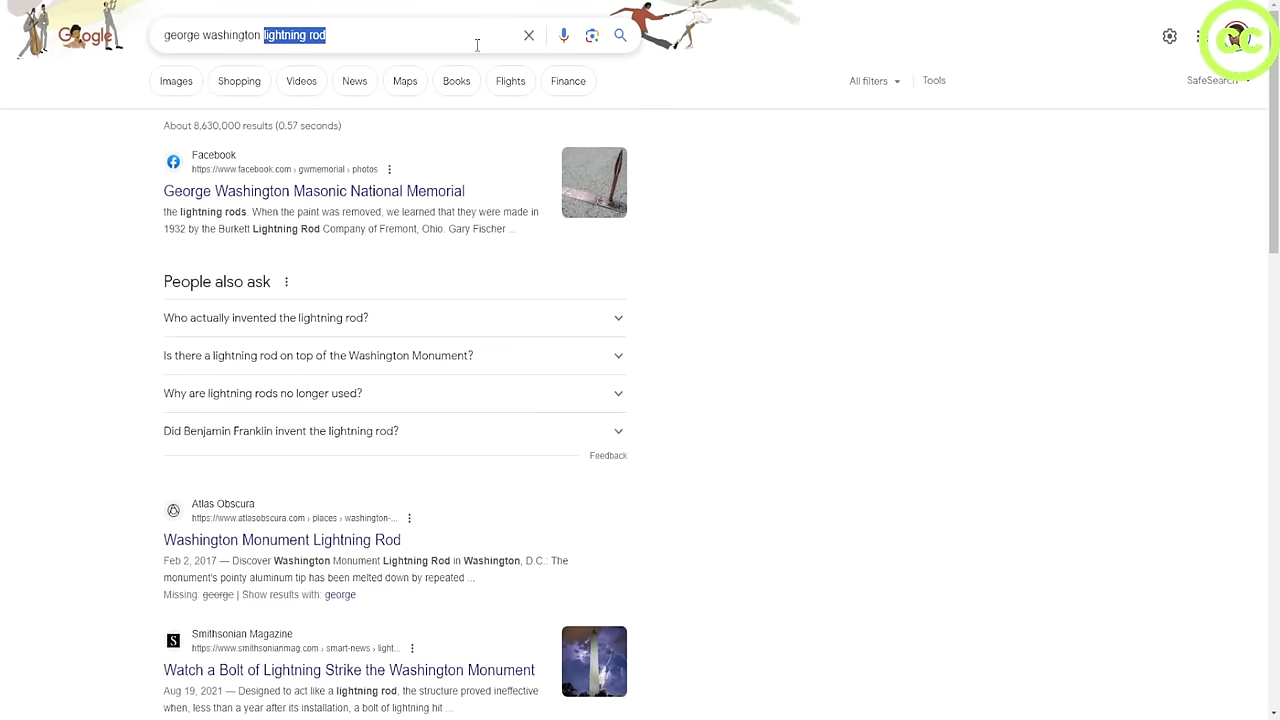 Google
george washington lightning rod
CC
Images
Shopping
Videos
News
Maps
Books
Flights
Finance
All filters
Tools
SafeSearch
About 8,630,000 results (0.57 seconds)
Facebook
https://www.facebook.com › gwmemorial › photos
George Washington Masonic National Memorial
the lightning rods. When the paint was removed, we learned that they were made in
1932 by the Burkett Lightning Rod Company of Fremont, Ohio. Gary Fischer ...
People also ask
Who actually invented the lightning rod?
Is there a lightning rod on top of the Washington Monument?
Why are lightning rods no longer used?
Did Benjamin Franklin invent the lightning rod?
Feedback
Atlas Obscura
https://www.atlasobscura.com › places › washington-...
Washington Monument Lightning Rod
Feb 2, 2017 — Discover Washington Monument Lightning Rod in Washington, D.C.: The
monument's pointy aluminum tip has been melted down by repeated ...
Missing: george | Show results with: george
S
Smithsonian Magazine
https://www.smithsonianmag.com › smart-news › light...
Watch a Bolt of Lightning Strike the Washington Monument
Aug 19, 2021 — Designed to act like a lightning rod, the structure proved ineffective
when, less than a year after its installation, a bolt of lightning hit ...